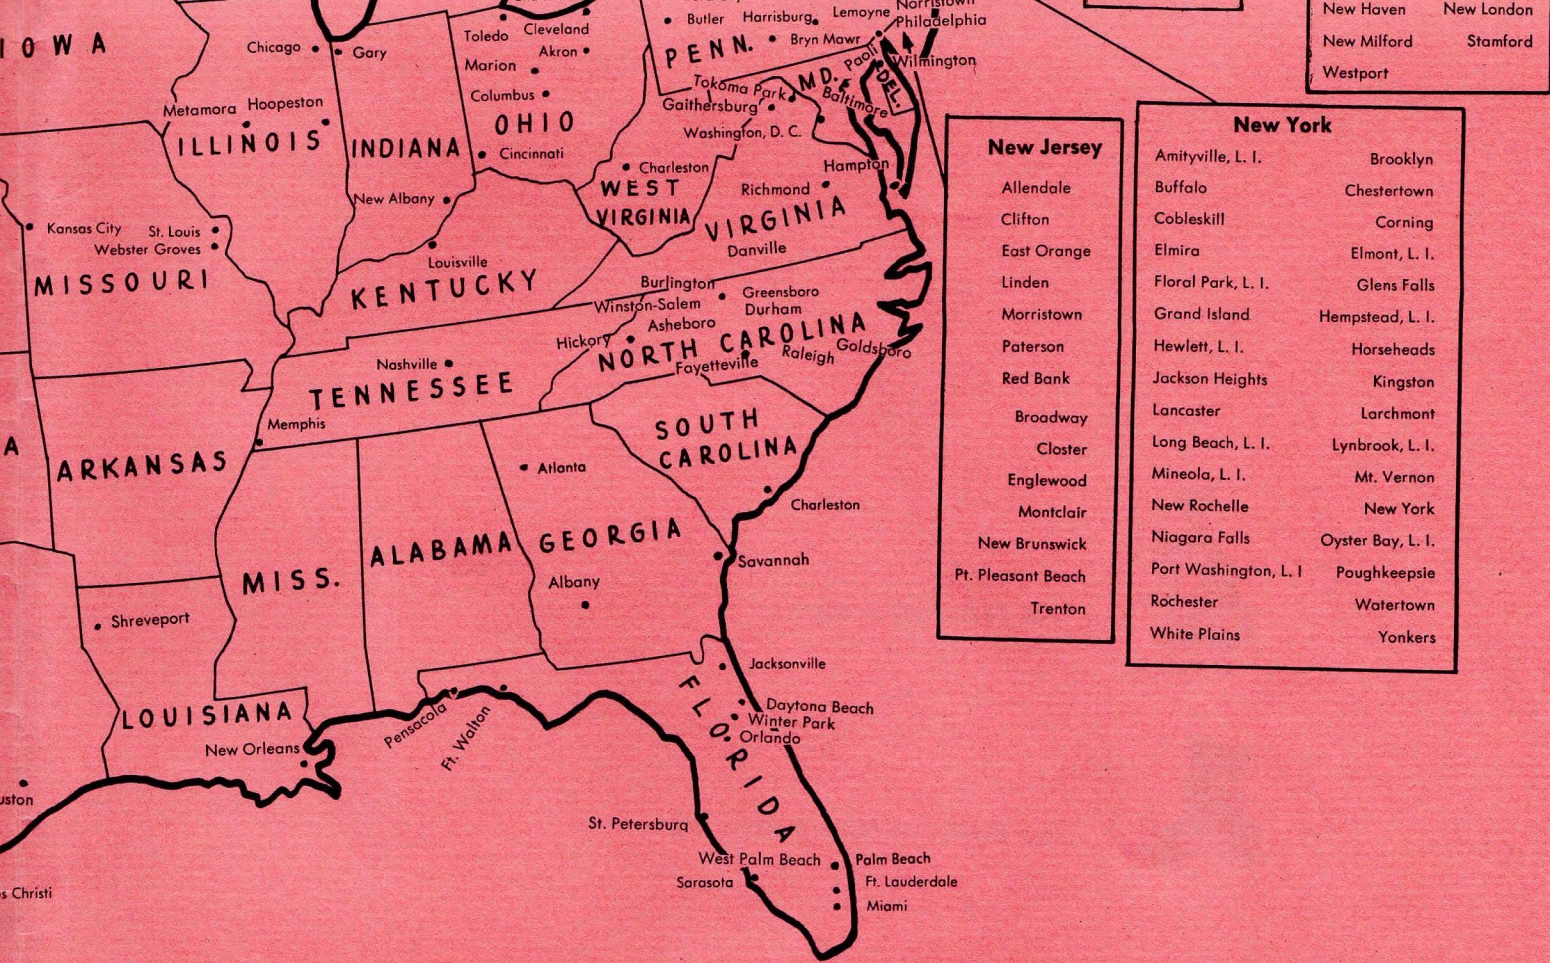 IOWA
Chicago
Gary
Metamora
Hoopeston
ILLINOIS
INDIANA
New Albany
Toledo
Cleveland
Akron
Marion
Columbus
OHIO
Cincinnati
Butler
Harrisburg
Lemoyne
Norristown
Philadelphia
PENN.
Bryn Mawr
Paoli
Wilmington
MD.
DEL.
Tokoma Park
Gaithersburg
Baltimore
Washington, D. C.
Charleston
WEST
VIRGINIA
Hampton
Richmond
VIRGINIA
Danville
Kansas City
St. Louis
Webster Groves
MISSOURI
Louisville
KENTUCKY
Burlington
Winston-Salem
Greensboro
Durham
Asheboro
Hickory
NORTH CAROLINA
Fayetteville
Raleigh
Goldsboro
Nashville
TENNESSEE
Memphis
A
ARKANSAS
SOUTH
CAROLINA
Atlanta
Charleston
ALABAMA
GEORGIA
MISS.
Albany
Savannah
Shreveport
LOUISIANA
New Orleans
Pensacola
Ft. Walton
Jacksonville
FLORIDA
Daytona Beach
Winter Park
Orlando
St. Petersburg
West Palm Beach
Palm Beach
Sarasota
Ft. Lauderdale
Miami
uston
s Christi
New Jersey
Allendale
Clifton
East Orange
Linden
Morristown
Paterson
Red Bank
Broadway
Closter
Englewood
Montclair
New Brunswick
Pt. Pleasant Beach
Trenton
New York
Amityville, L. I. Brooklyn
Buffalo Chestertown
Cobleskill Corning
Elmira Elmont, L. I.
Floral Park, L. I. Glens Falls
Grand Island Hempstead, L. I.
Hewlett, L. I. Horseheads
Jackson Heights Kingston
Lancaster Larchmont
Long Beach, L. I. Lynbrook, L. I.
Mineola, L. I. Mt. Vernon
New Rochelle New York
Niagara Falls Oyster Bay, L. I.
Port Washington, L. I Poughkeepsie
Rochester Watertown
White Plains Yonkers
New Haven New London
New Milford Stamford
Westport